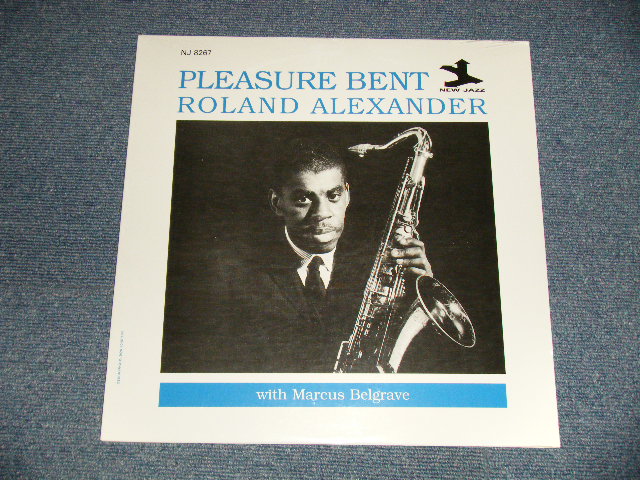 NJ 8267
PLEASURE BENT
NEW JAZZ
ROLAND ALEXANDER
with Marcus Belgrave